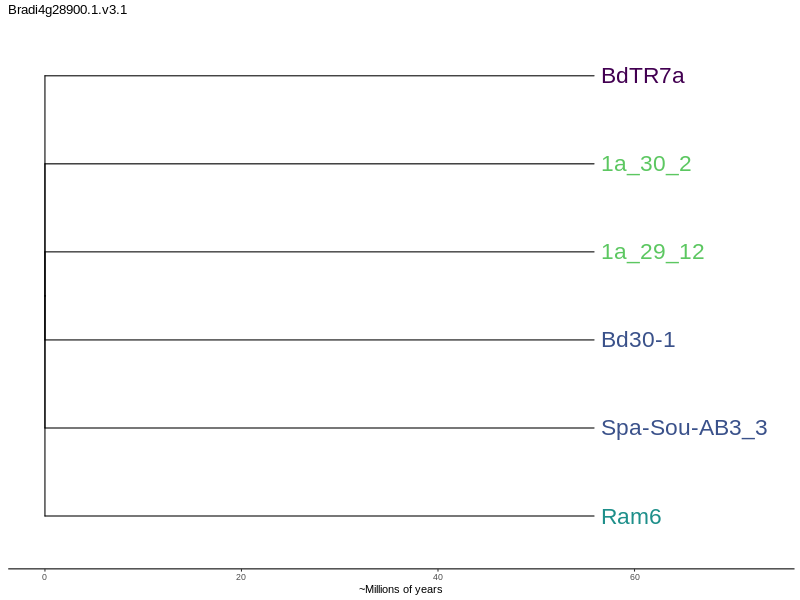 Bradi4g28900.1.v3.1
BdTR7a
1a_30_2
1a_29_12
Bd30-1
Spa-Sou-AB3_3
Ram6
0 20 40 60
~Millions of years